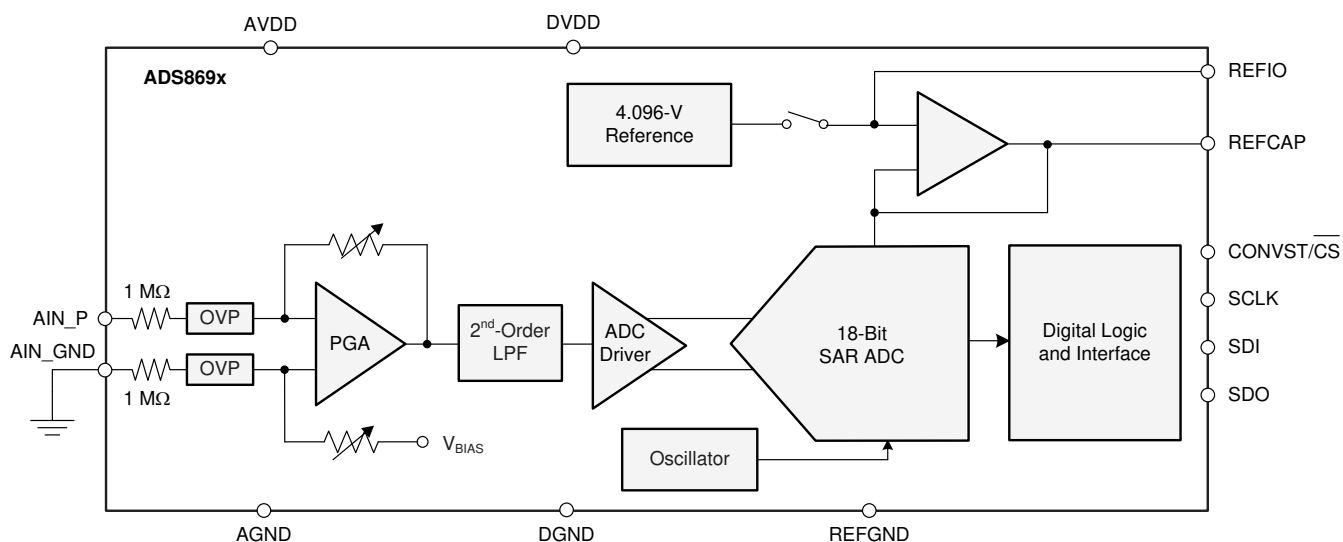 AVDD
DVDD
ADS869x
REFIO
4.096-V
Reference
REFCAP
CONVST/CS
1 MΩ
AIN_P
OVP
PGA
2nd-Order
LPF
ADC
Driver
18-Bit
SAR ADC
Digital Logic
and Interface
SCLK
AIN_GND
OVP
SDI
1 MΩ
SDO
VBIAS
Oscillator
AGND
DGND
REFGND